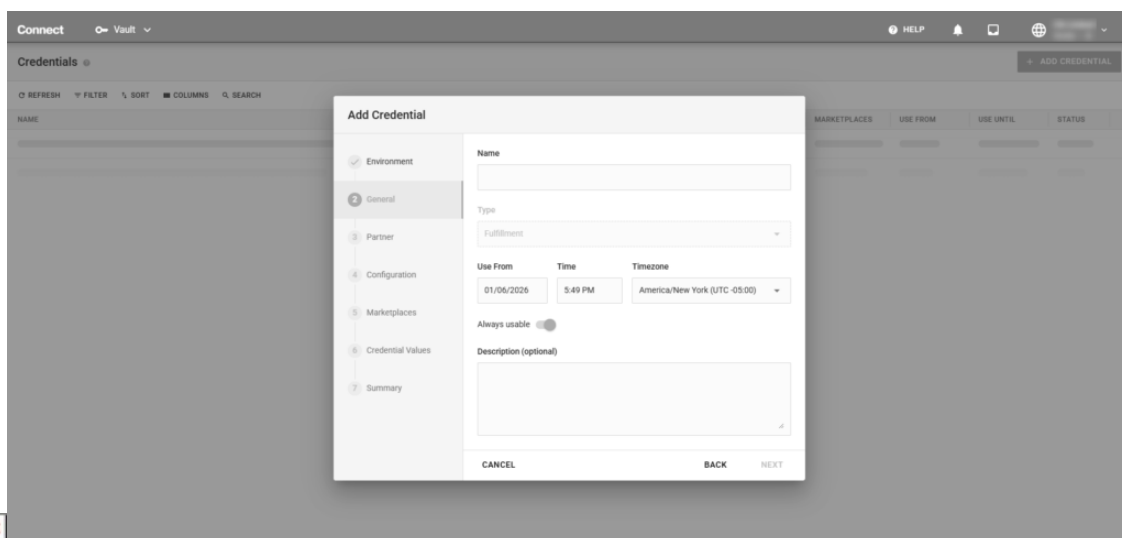 Connect Vault HELP
Credentials + ADD CREDENTIAL
REFRESH FILTER SORT COLUMNS SEARCH
NAME MARKETPLACES USE FROM USE UNTIL STATUS
Add Credential
Environment
2 General
3 Partner
4 Configuration
5 Marketplaces
6 Credential Values
7 Summary
Name
Type
Fulfillment
Use From Time Timezone
01/06/2026 5:49 PM America/New York (UTC -05:00)
Always usable
Description (optional)
CANCEL BACK NEXT